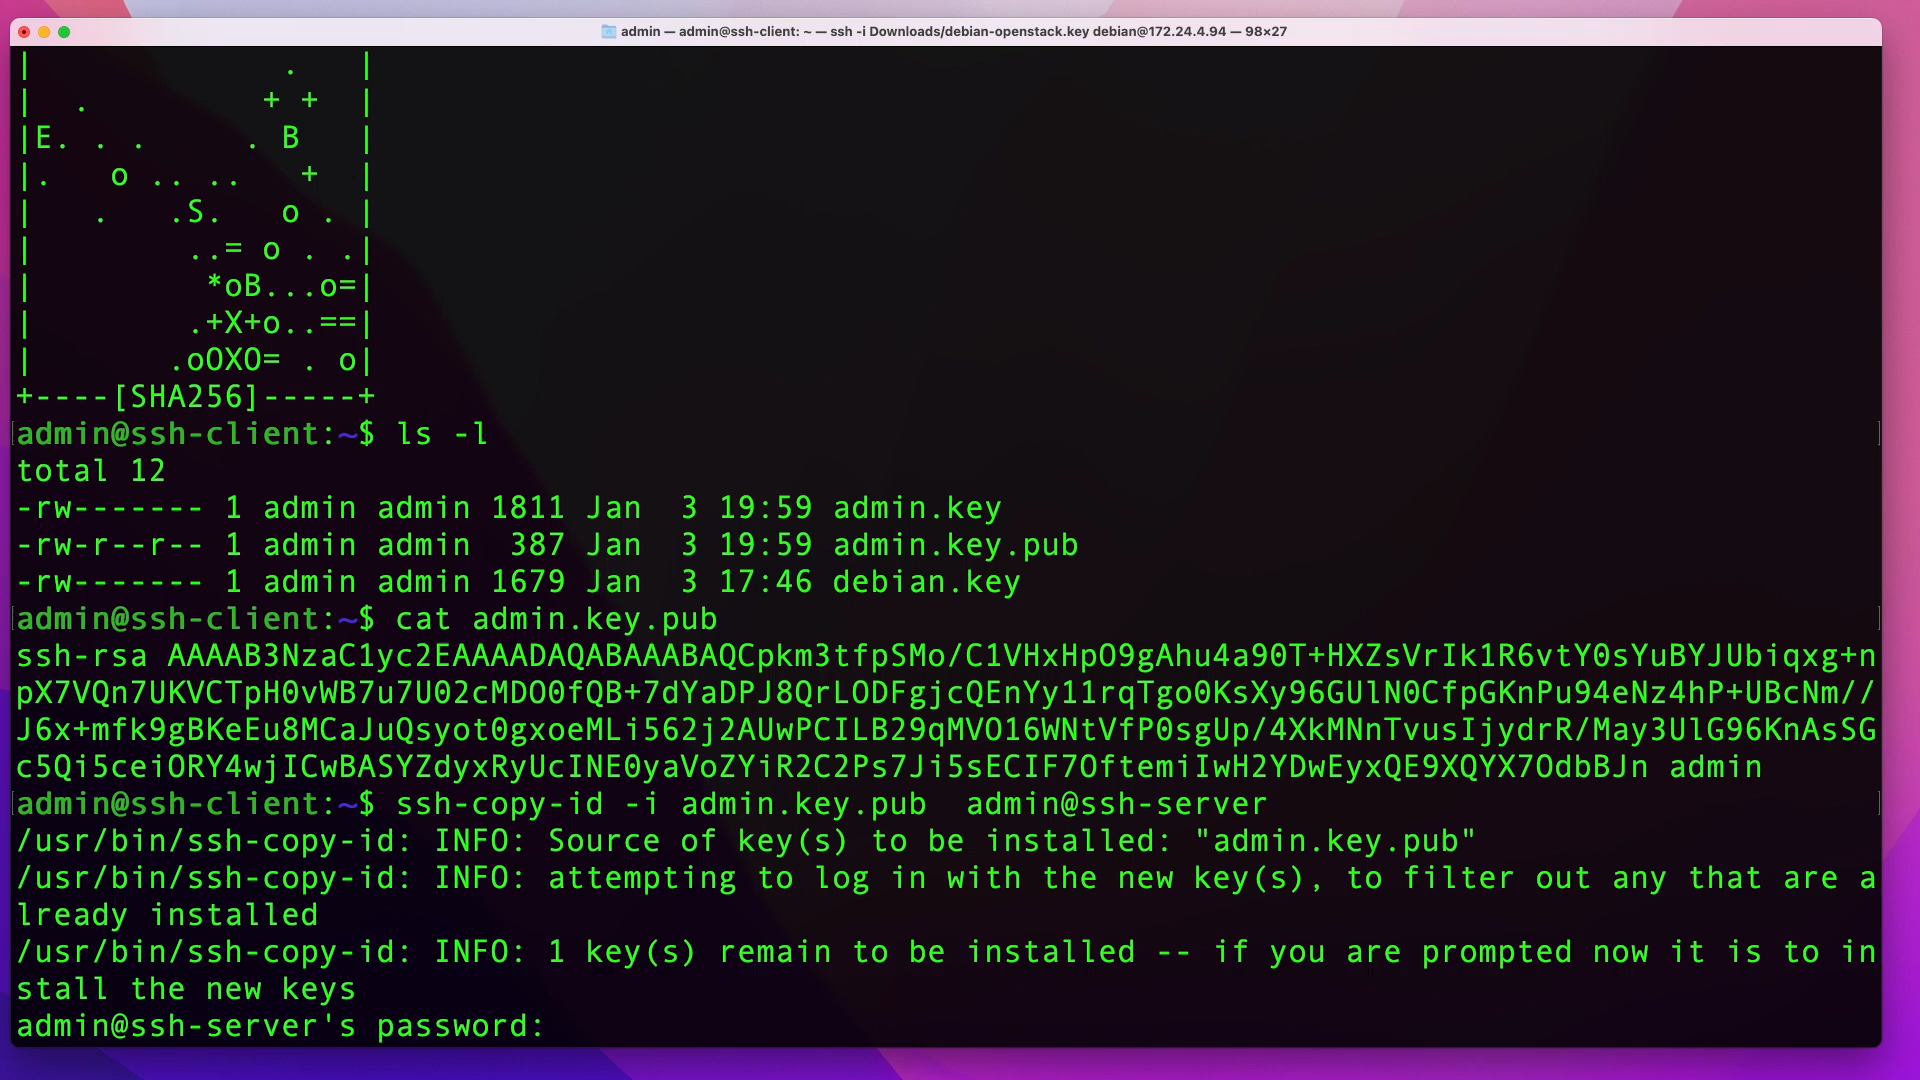 admin — admin@ssh-client: ~ — ssh -i Downloads/debian-openstack.key debian@172.24.4.94 — 98×27
|             .   |
|  .         + +  |
|E. . .     . B   |
|.   o .. ..   +  |
|   .   .S.   o . |
|        ..= o . .|
|         *oB...o=|
|        .+X+o..==|
|       .oOXO= . o|
+----[SHA256]-----+
admin@ssh-client:~$ ls -l
total 12
-rw------- 1 admin admin 1811 Jan  3 19:59 admin.key
-rw-r--r-- 1 admin admin  387 Jan  3 19:59 admin.key.pub
-rw------- 1 admin admin 1679 Jan  3 17:46 debian.key
admin@ssh-client:~$ cat admin.key.pub
ssh-rsa AAAAB3NzaC1yc2EAAAADAQABAAABAQCpkm3tfpSMo/C1VHxHpO9gAhu4a90T+HXZsVrIk1R6vtY0sYuBYJUbiqxg+n
pX7VQn7UKVCTpH0vWB7u7U02cMDO0fQB+7dYaDPJ8QrLODFgjcQEnYy11rqTgo0KsXy96GUlN0CfpGKnPu94eNz4hP+UBcNm//
J6x+mfk9gBKeEu8MCaJuQsyot0gxoeMLi562j2AUwPCILB29qMVO16WNtVfP0sgUp/4XkMNnTvusIjydrR/May3UlG96KnAsSG
c5Qi5ceiORY4wjICwBASYZdyxRyUcINE0yaVoZYiR2C2Ps7Ji5sECIF7OftemiIwH2YDwEyxQE9XQYX7OdbBJn admin
admin@ssh-client:~$ ssh-copy-id -i admin.key.pub  admin@ssh-server
/usr/bin/ssh-copy-id: INFO: Source of key(s) to be installed: "admin.key.pub"
/usr/bin/ssh-copy-id: INFO: attempting to log in with the new key(s), to filter out any that are a
lready installed
/usr/bin/ssh-copy-id: INFO: 1 key(s) remain to be installed -- if you are prompted now it is to in
stall the new keys
admin@ssh-server's password: